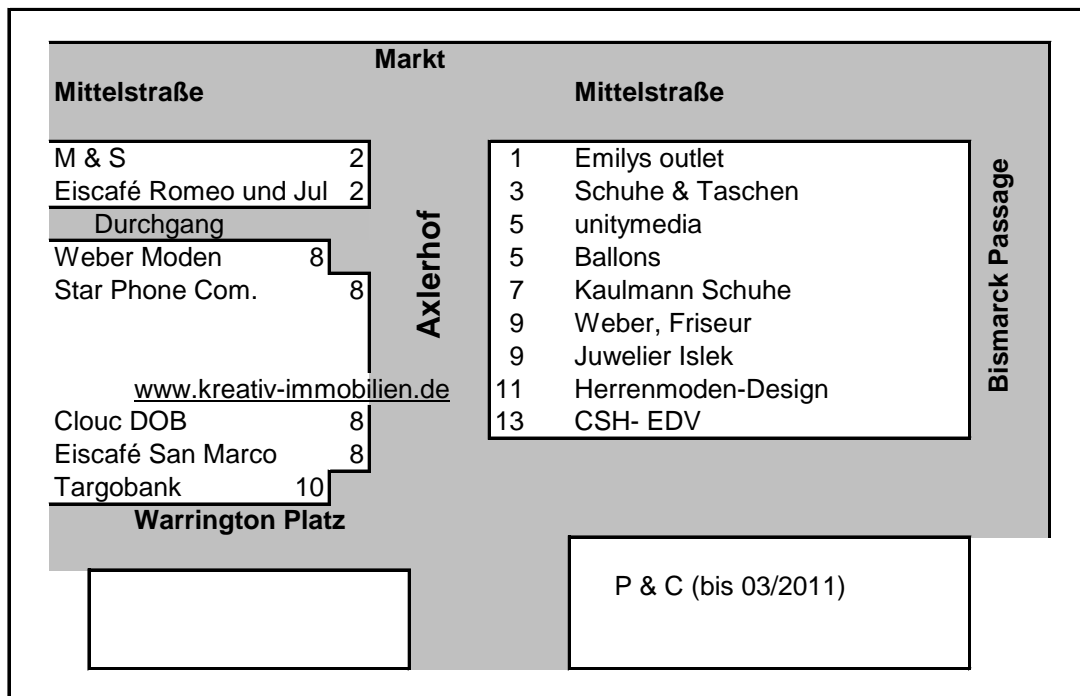 Markt
Mittelstraße Mittelstraße
M & S 2 1 Emilys outlet
Eiscafé Romeo und Jul 2 3 Schuhe & Taschen
Durchgang 5 unitymedia
Weber Moden 8 5 Ballons
Star Phone Com. 8 7 Kaulmann Schuhe
9 Weber, Friseur
9 Juwelier Islek
www.kreativ-immobilien.de 11 Herrenmoden-Design
Clouc DOB 8 13 CSH- EDV
Eiscafé San Marco 8
Targobank 10
Warrington Platz
Axlerhof
Bismarck Passage
P & C (bis 03/2011)